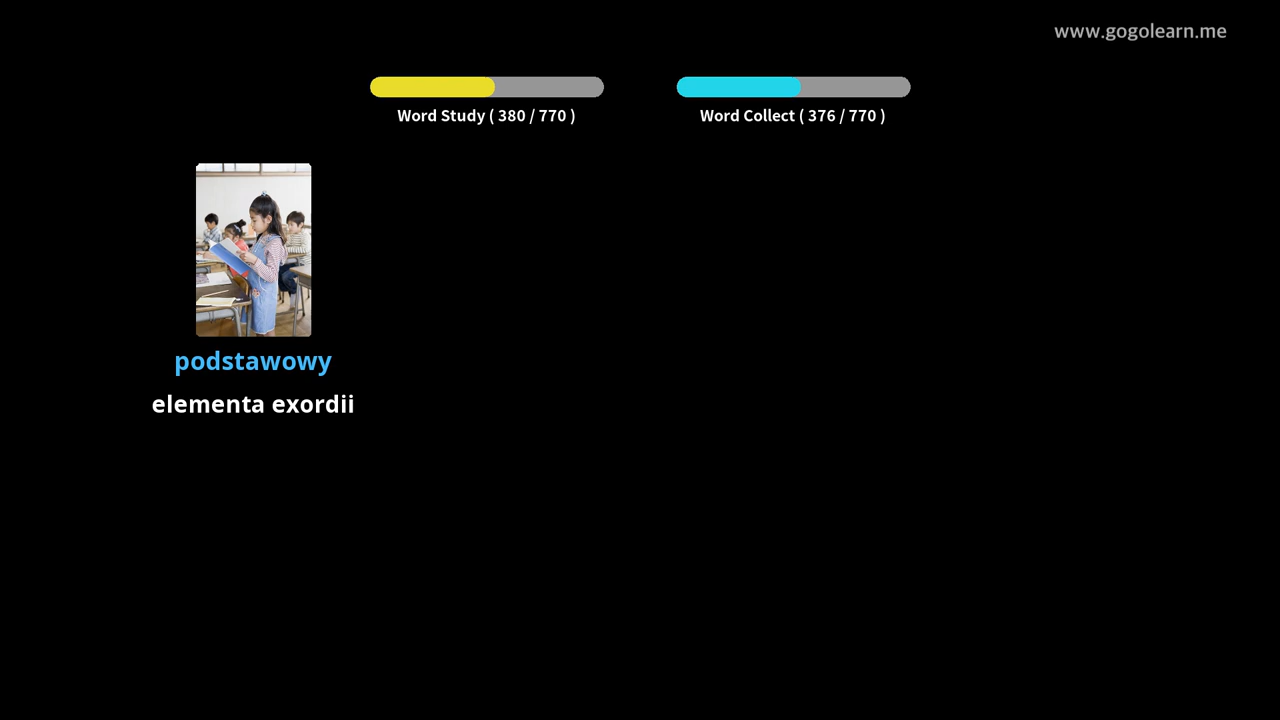 www.gogolearn.me
Word Study ( 380 / 770 )
Word Collect ( 376 / 770 )
podstawowy
elementa exordii